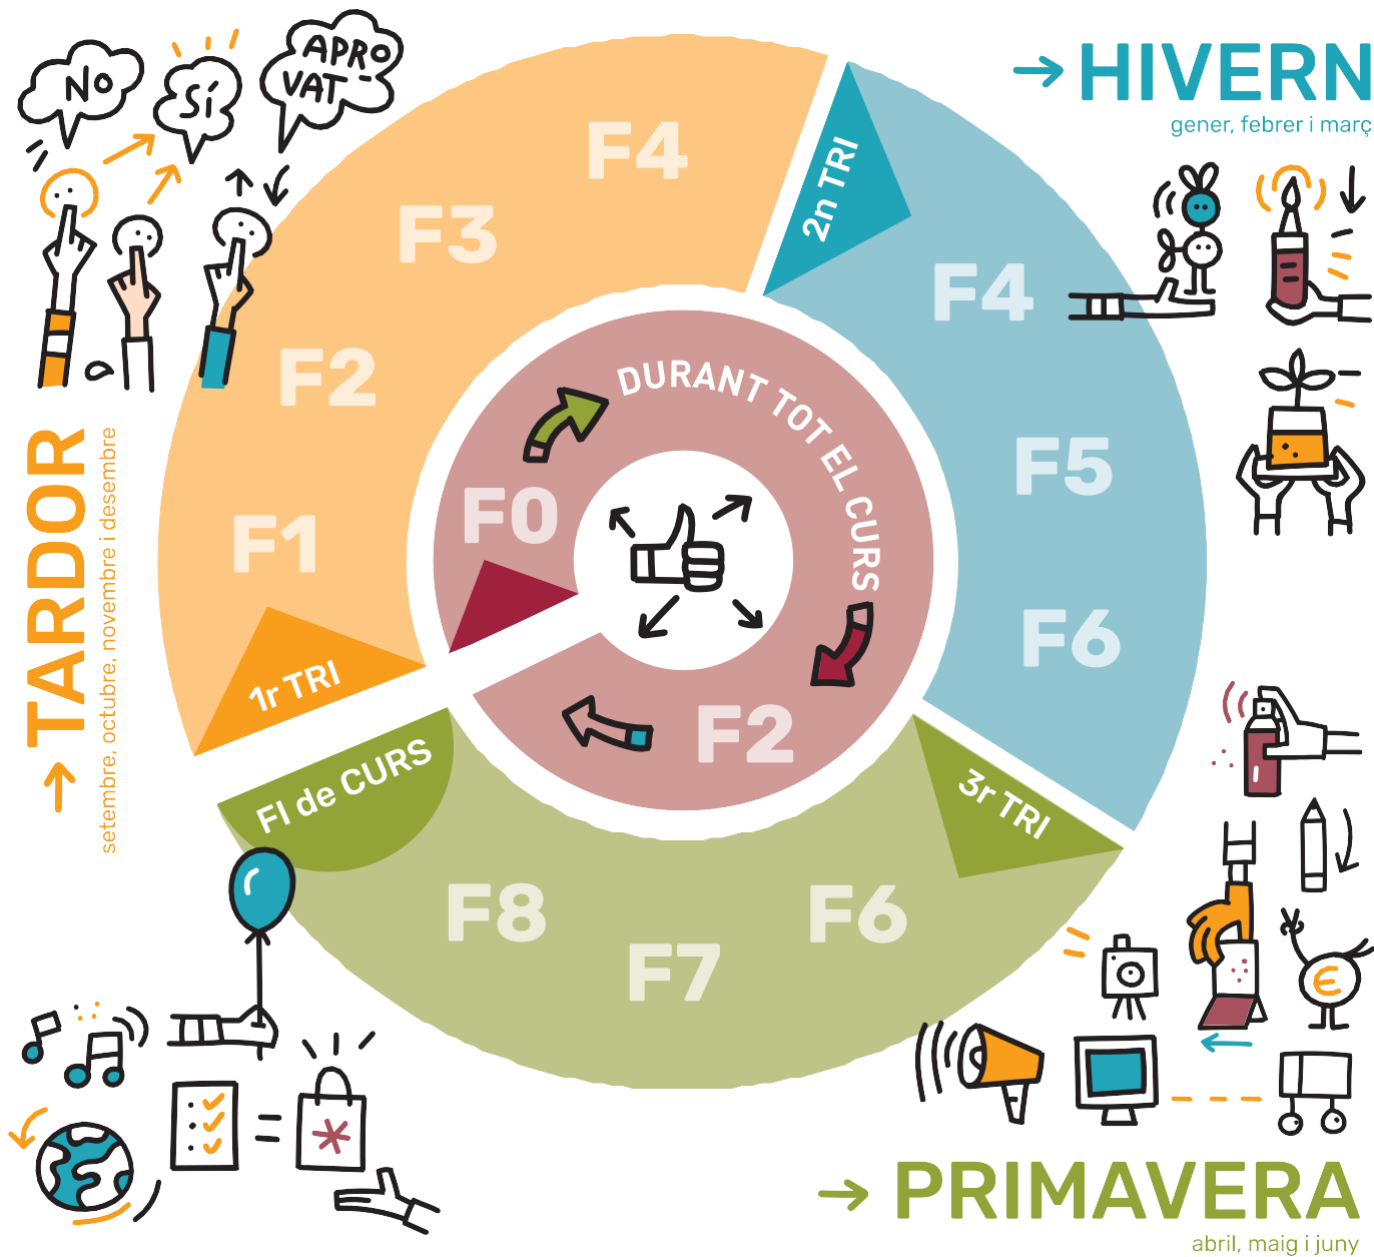 NO
SÍ
APRO
VAT-
→ TARDOR
setembre, octubre, novembre i desembre
1r TRI
F1
F2
F3
F4
→ HIVERN
gener, febrer i març
2n TRI
F4
F5
F6
→ PRIMAVERA
abril, maig i juny
3r TRI
F6
F7
F8
FI de CURS
F0
DURANT TOT EL CURS
F2
€
=